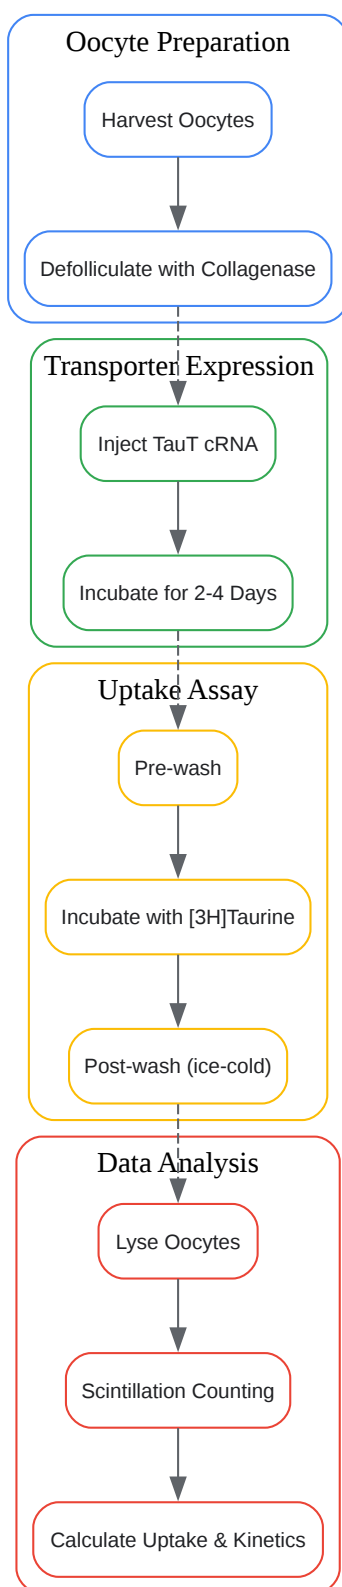 Oocyte Preparation
Harvest Oocytes
Defolliculate with Collagenase
Transporter Expression
Inject TauT cRNA
Incubate for 2-4 Days
Uptake Assay
Pre-wash
Incubate with [3H]Taurine
Post-wash (ice-cold)
Data Analysis
Lyse Oocytes
Scintillation Counting
Calculate Uptake & Kinetics